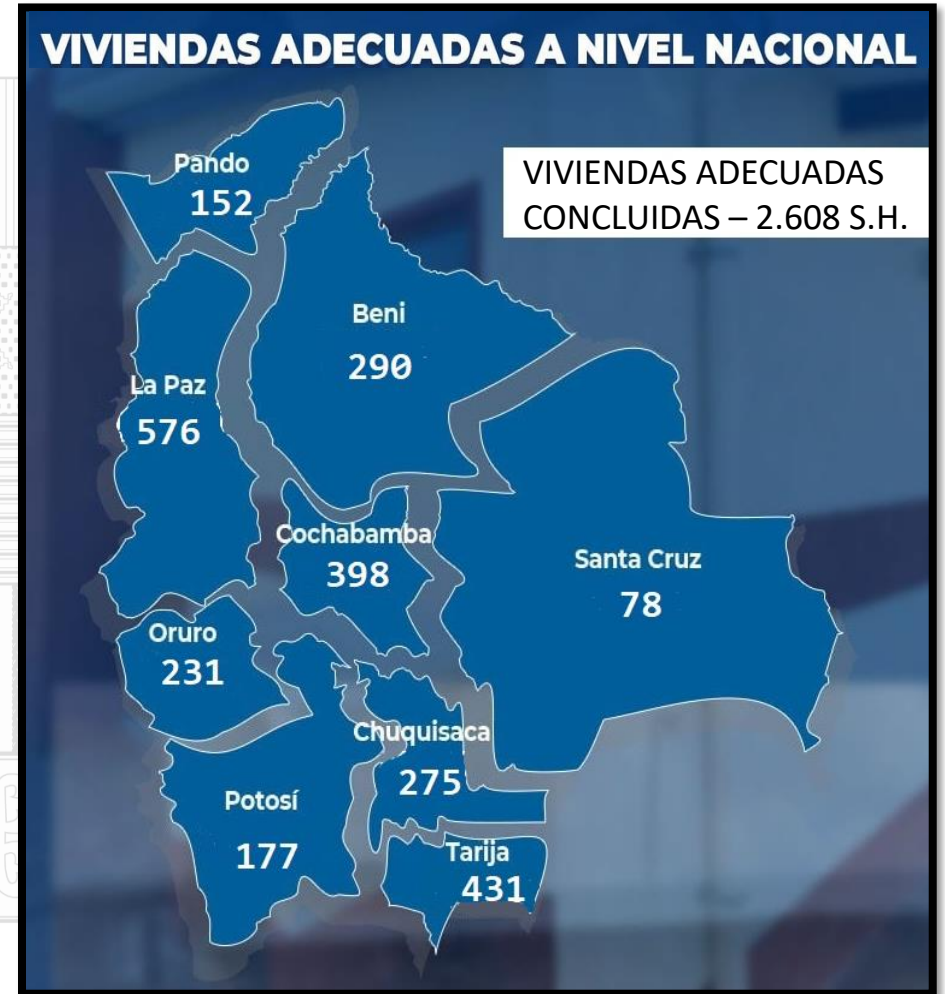 VIVIENDAS ADECUADAS A NIVEL NACIONAL
VIVIENDAS ADECUADAS
CONCLUIDAS – 2.608 S.H.
Pando
152
Beni
290
La Paz
576
Cochabamba
398
Santa Cruz
78
Oruro
231
Chuquisaca
275
Potosí
177
Tarija
431